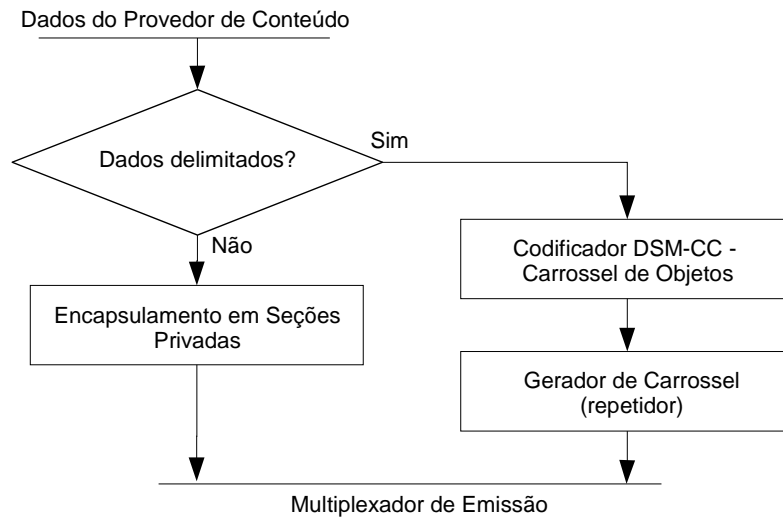 Dados do Provedor de Conteúdo
Dados delimitados?
Sim
Não
Codificador DSM-CC -
Carrossel de Objetos
Encapsulamento em Seções
Privadas
Gerador de Carrossel
(repetidor)
Multiplexador de Emissão